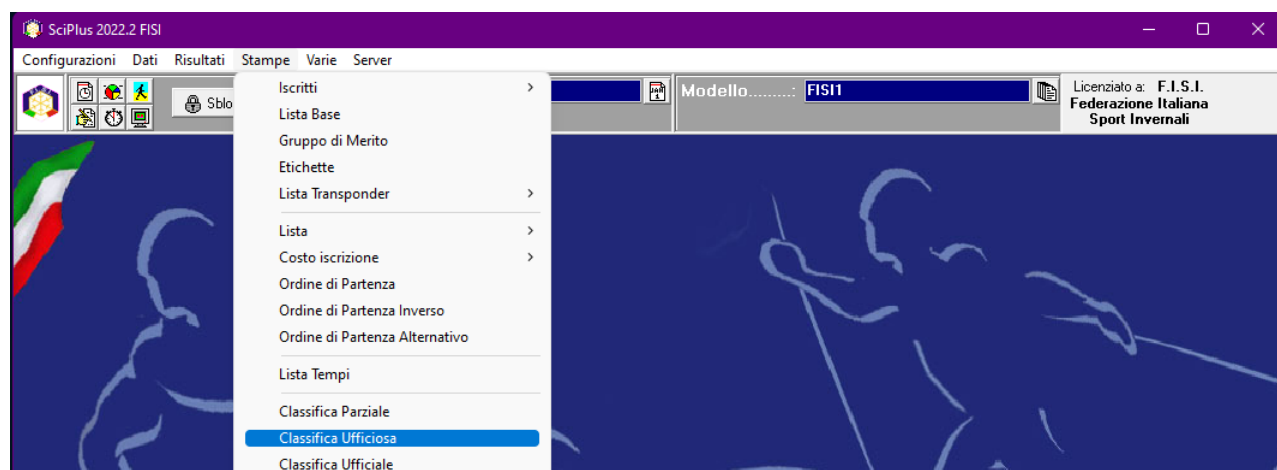 SciPlus 2022.2 FISI
Configurazioni Dati Risultati Stampe Varie Server
Sblo
Modello.........: FISI1
Licenziato a: F.I.S.I.
Federazione Italiana
Sport Invernali
Iscritti
Lista Base
Gruppo di Merito
Etichette
Lista Transponder
Lista
Costo iscrizione
Ordine di Partenza
Ordine di Partenza Inverso
Ordine di Partenza Alternativo
Lista Tempi
Classifica Parziale
Classifica Ufficiosa
Classifica Ufficiale